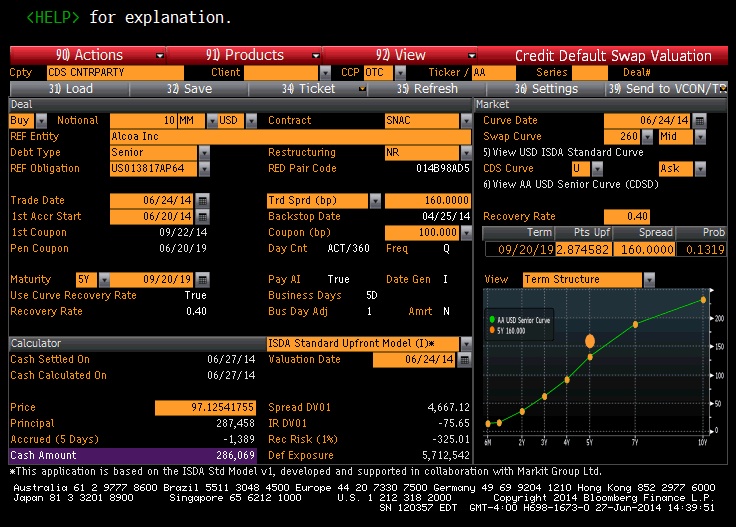 <HELP> for explanation.
90) Actions 91) Products 92) View Credit Default Swap Valuation
Cpty CDS CNTRPARTY Client CCP OTC Ticker / AA Series Deal#
31) Load 32) Save 34) Ticket 35) Refresh 36) Settings 39) Send to VCON/T
Deal Market
Buy Notional 10 MM USD Contract SNAC Curve Date 06/24/14
REF Entity Alcoa Inc Swap Curve 260 Mid
Debt Type Senior Restructuring NR 5) View USD ISDA Standard Curve
REF Obligation US013817AP64 RED Pair Code 014B98AD5 CDS Curve U Ask
6) View AA USD Senior Curve (CDSD)
Trade Date 06/24/14 Trd Sprd (bp) 160.0000
1st Accr Start 06/20/14 Backstop Date 04/25/14 Recovery Rate 0.40
1st Coupon 09/22/14 Coupon (bp) 100.000 Term Pts Upf Spread Prob
Pen Coupon 06/20/19 Day Cnt ACT/360 Freq Q 09/20/19 2.874582 160.0000 0.1319
Maturity 5Y 09/20/19 Pay AI True Date Gen I View Term Structure
Use Curve Recovery Rate True Business Days 5D
Recovery Rate 0.40 Bus Day Adj 1 Amrt N
AA USD Senior Curve
5Y 160.000
200
150
100
50
0
6M 2Y 3Y 4Y 5Y 7Y 10Y
Calculator ISDA Standard Upfront Model (I)*
Cash Settled On 06/27/14 Valuation Date 06/24/14
Cash Calculated On 06/27/14
Price 97.12541755 Spread DV01 4,667.12
Principal 287,458 IR DV01 -75.65
Accrued (5 Days) -1,389 Rec Risk (1%) -325.01
Cash Amount 286,069 Def Exposure 5,712,542
*This application is based on the ISDA Std Model v1, developed and supported in collaboration with Markit Group Ltd.
Australia 61 2 9777 8600 Brazil 5511 3048 4500 Europe 44 20 7330 7500 Germany 49 69 9204 1210 Hong Kong 852 2977 6000
Japan 81 3 3201 8900 Singapore 65 6212 1000 U.S. 1 212 318 2000 Copyright 2014 Bloomberg Finance L.P.
SN 120357 EDT GMT-4:00 H698-1673-0 27-Jun-2014 14:39:51